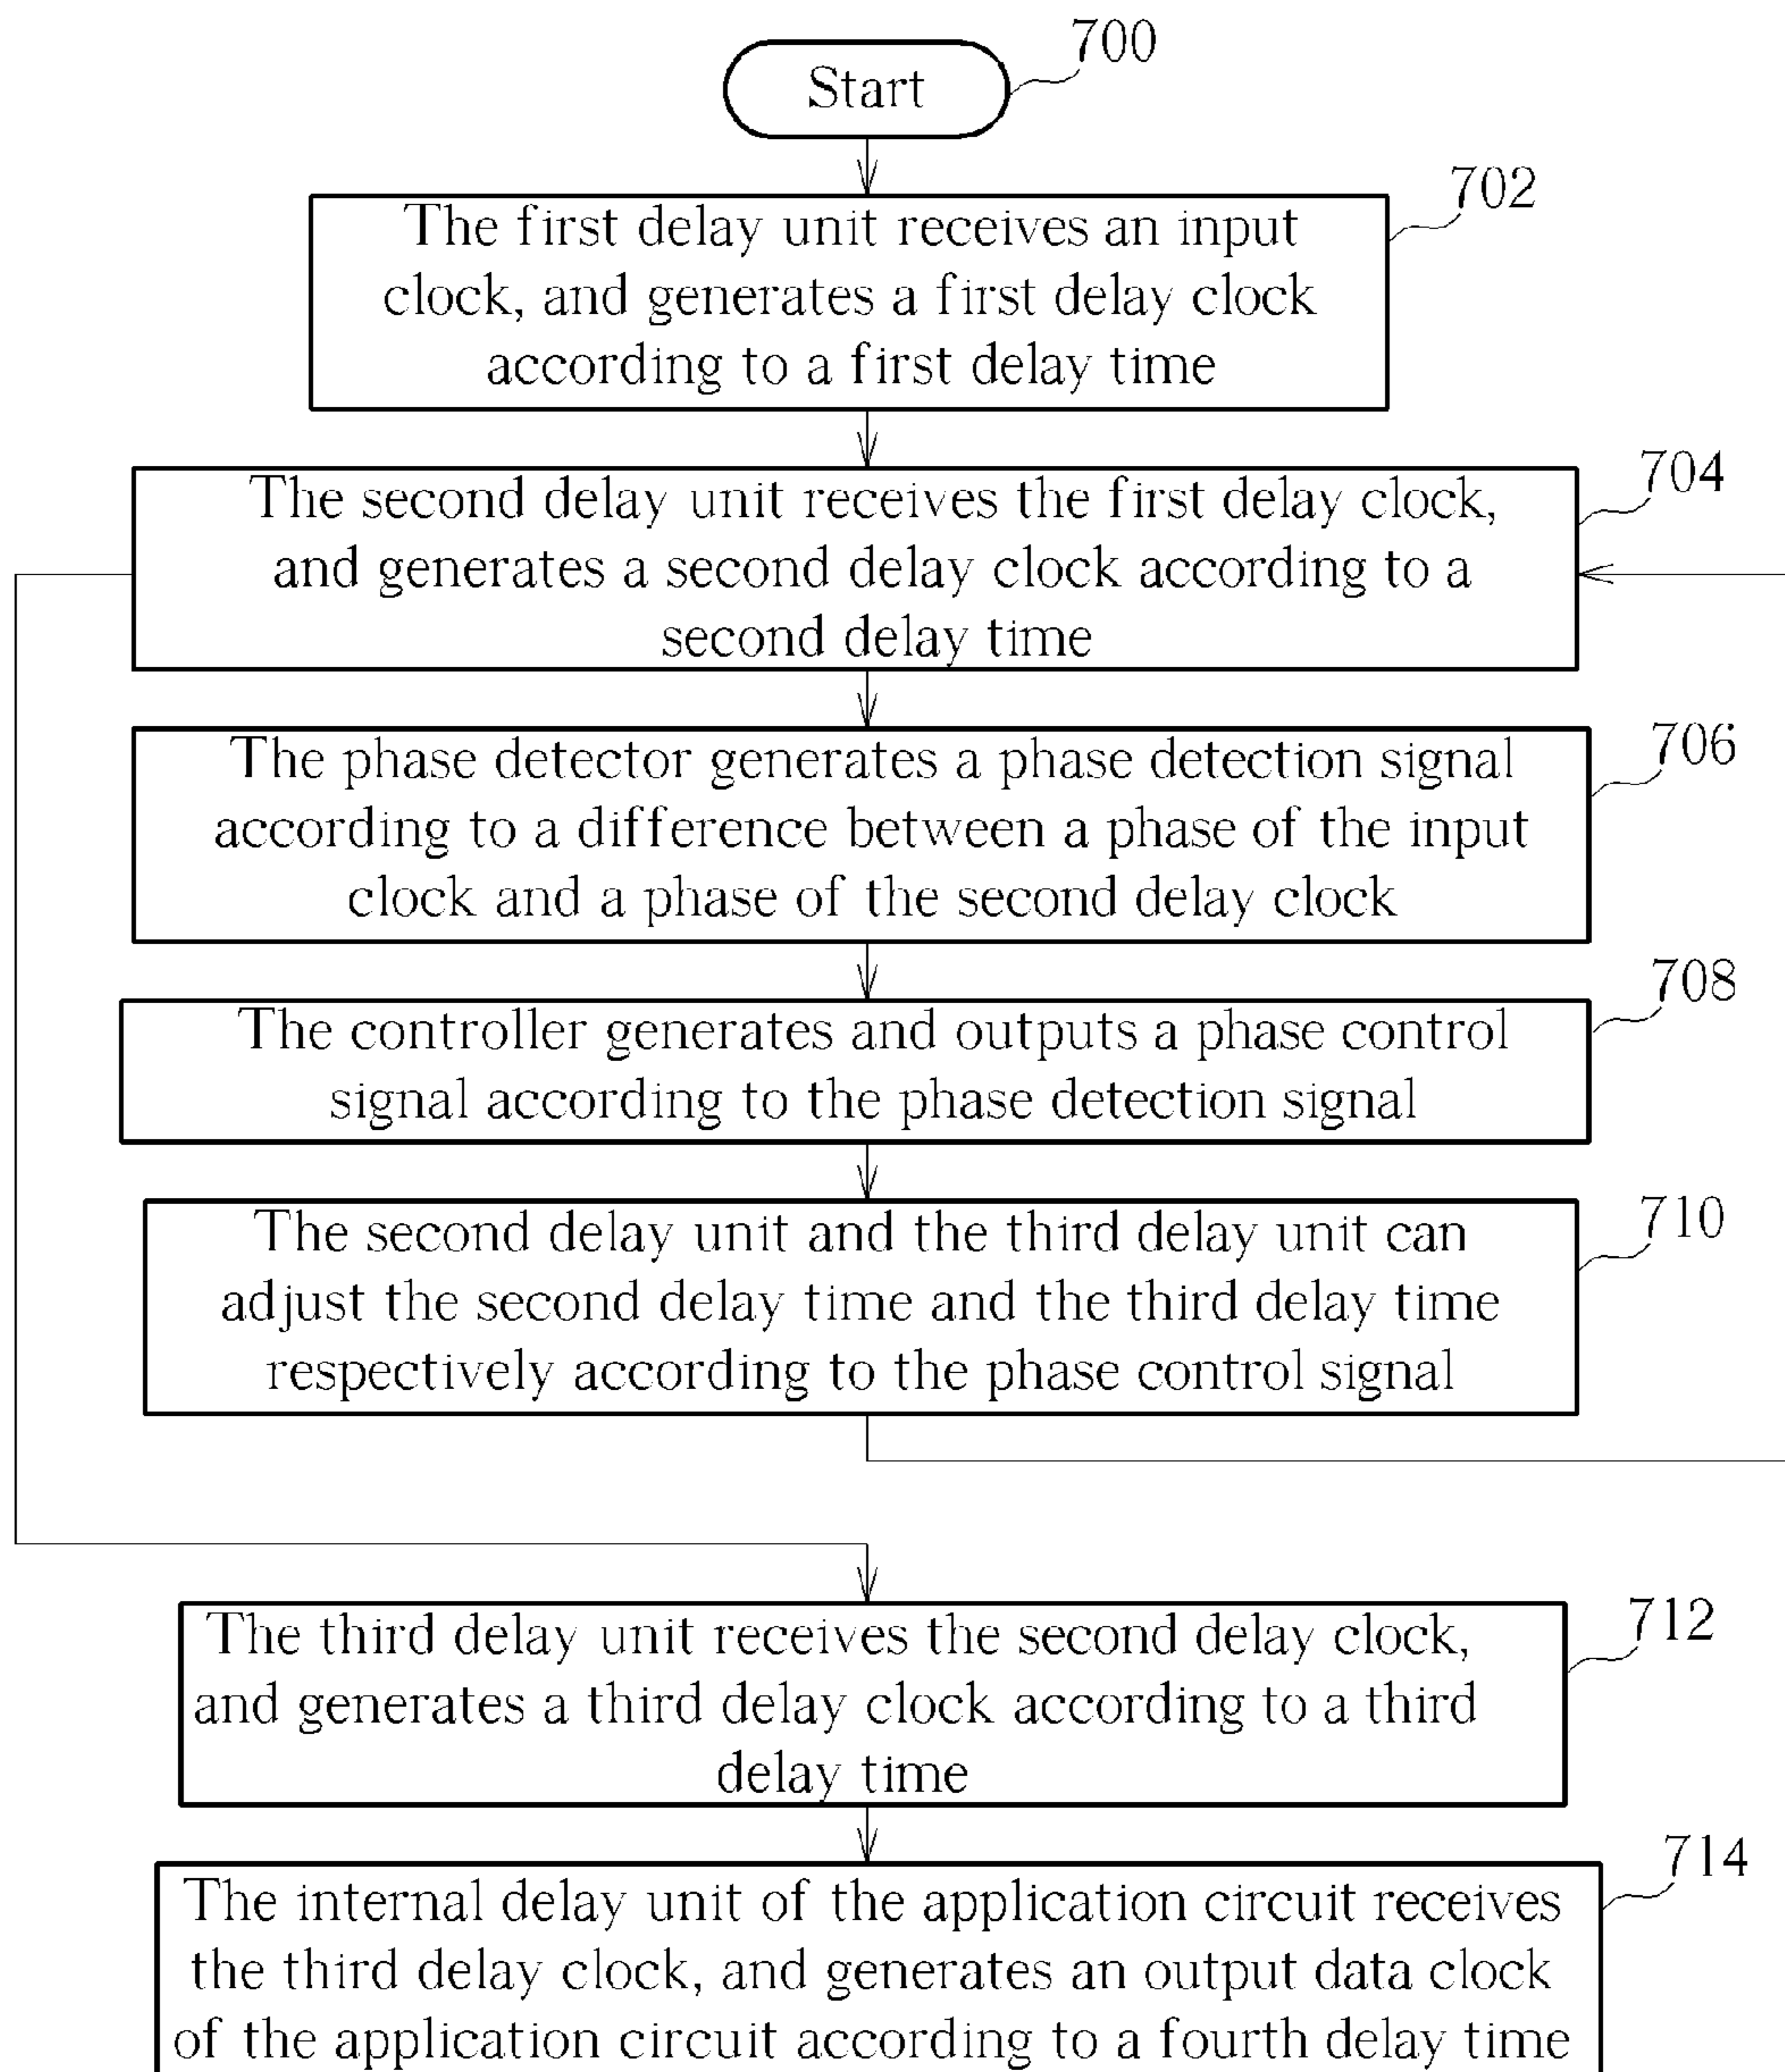 700
Start
702
The first delay unit receives an input
clock, and generates a first delay clock
according to a first delay time
704
The second delay unit receives the first delay clock,
and generates a second delay clock according to a
second delay time
706
The phase detector generates a phase detection signal
according to a difference between a phase of the input
clock and a phase of the second delay clock
708
The controller generates and outputs a phase control
signal according to the phase detection signal
710
The second delay unit and the third delay unit can
adjust the second delay time and the third delay time
respectively according to the phase control signal
712
The third delay unit receives the second delay clock,
and generates a third delay clock according to a third
delay time
714
The internal delay unit of the application circuit receives
the third delay clock, and generates an output data clock
of the application circuit according to a fourth delay time